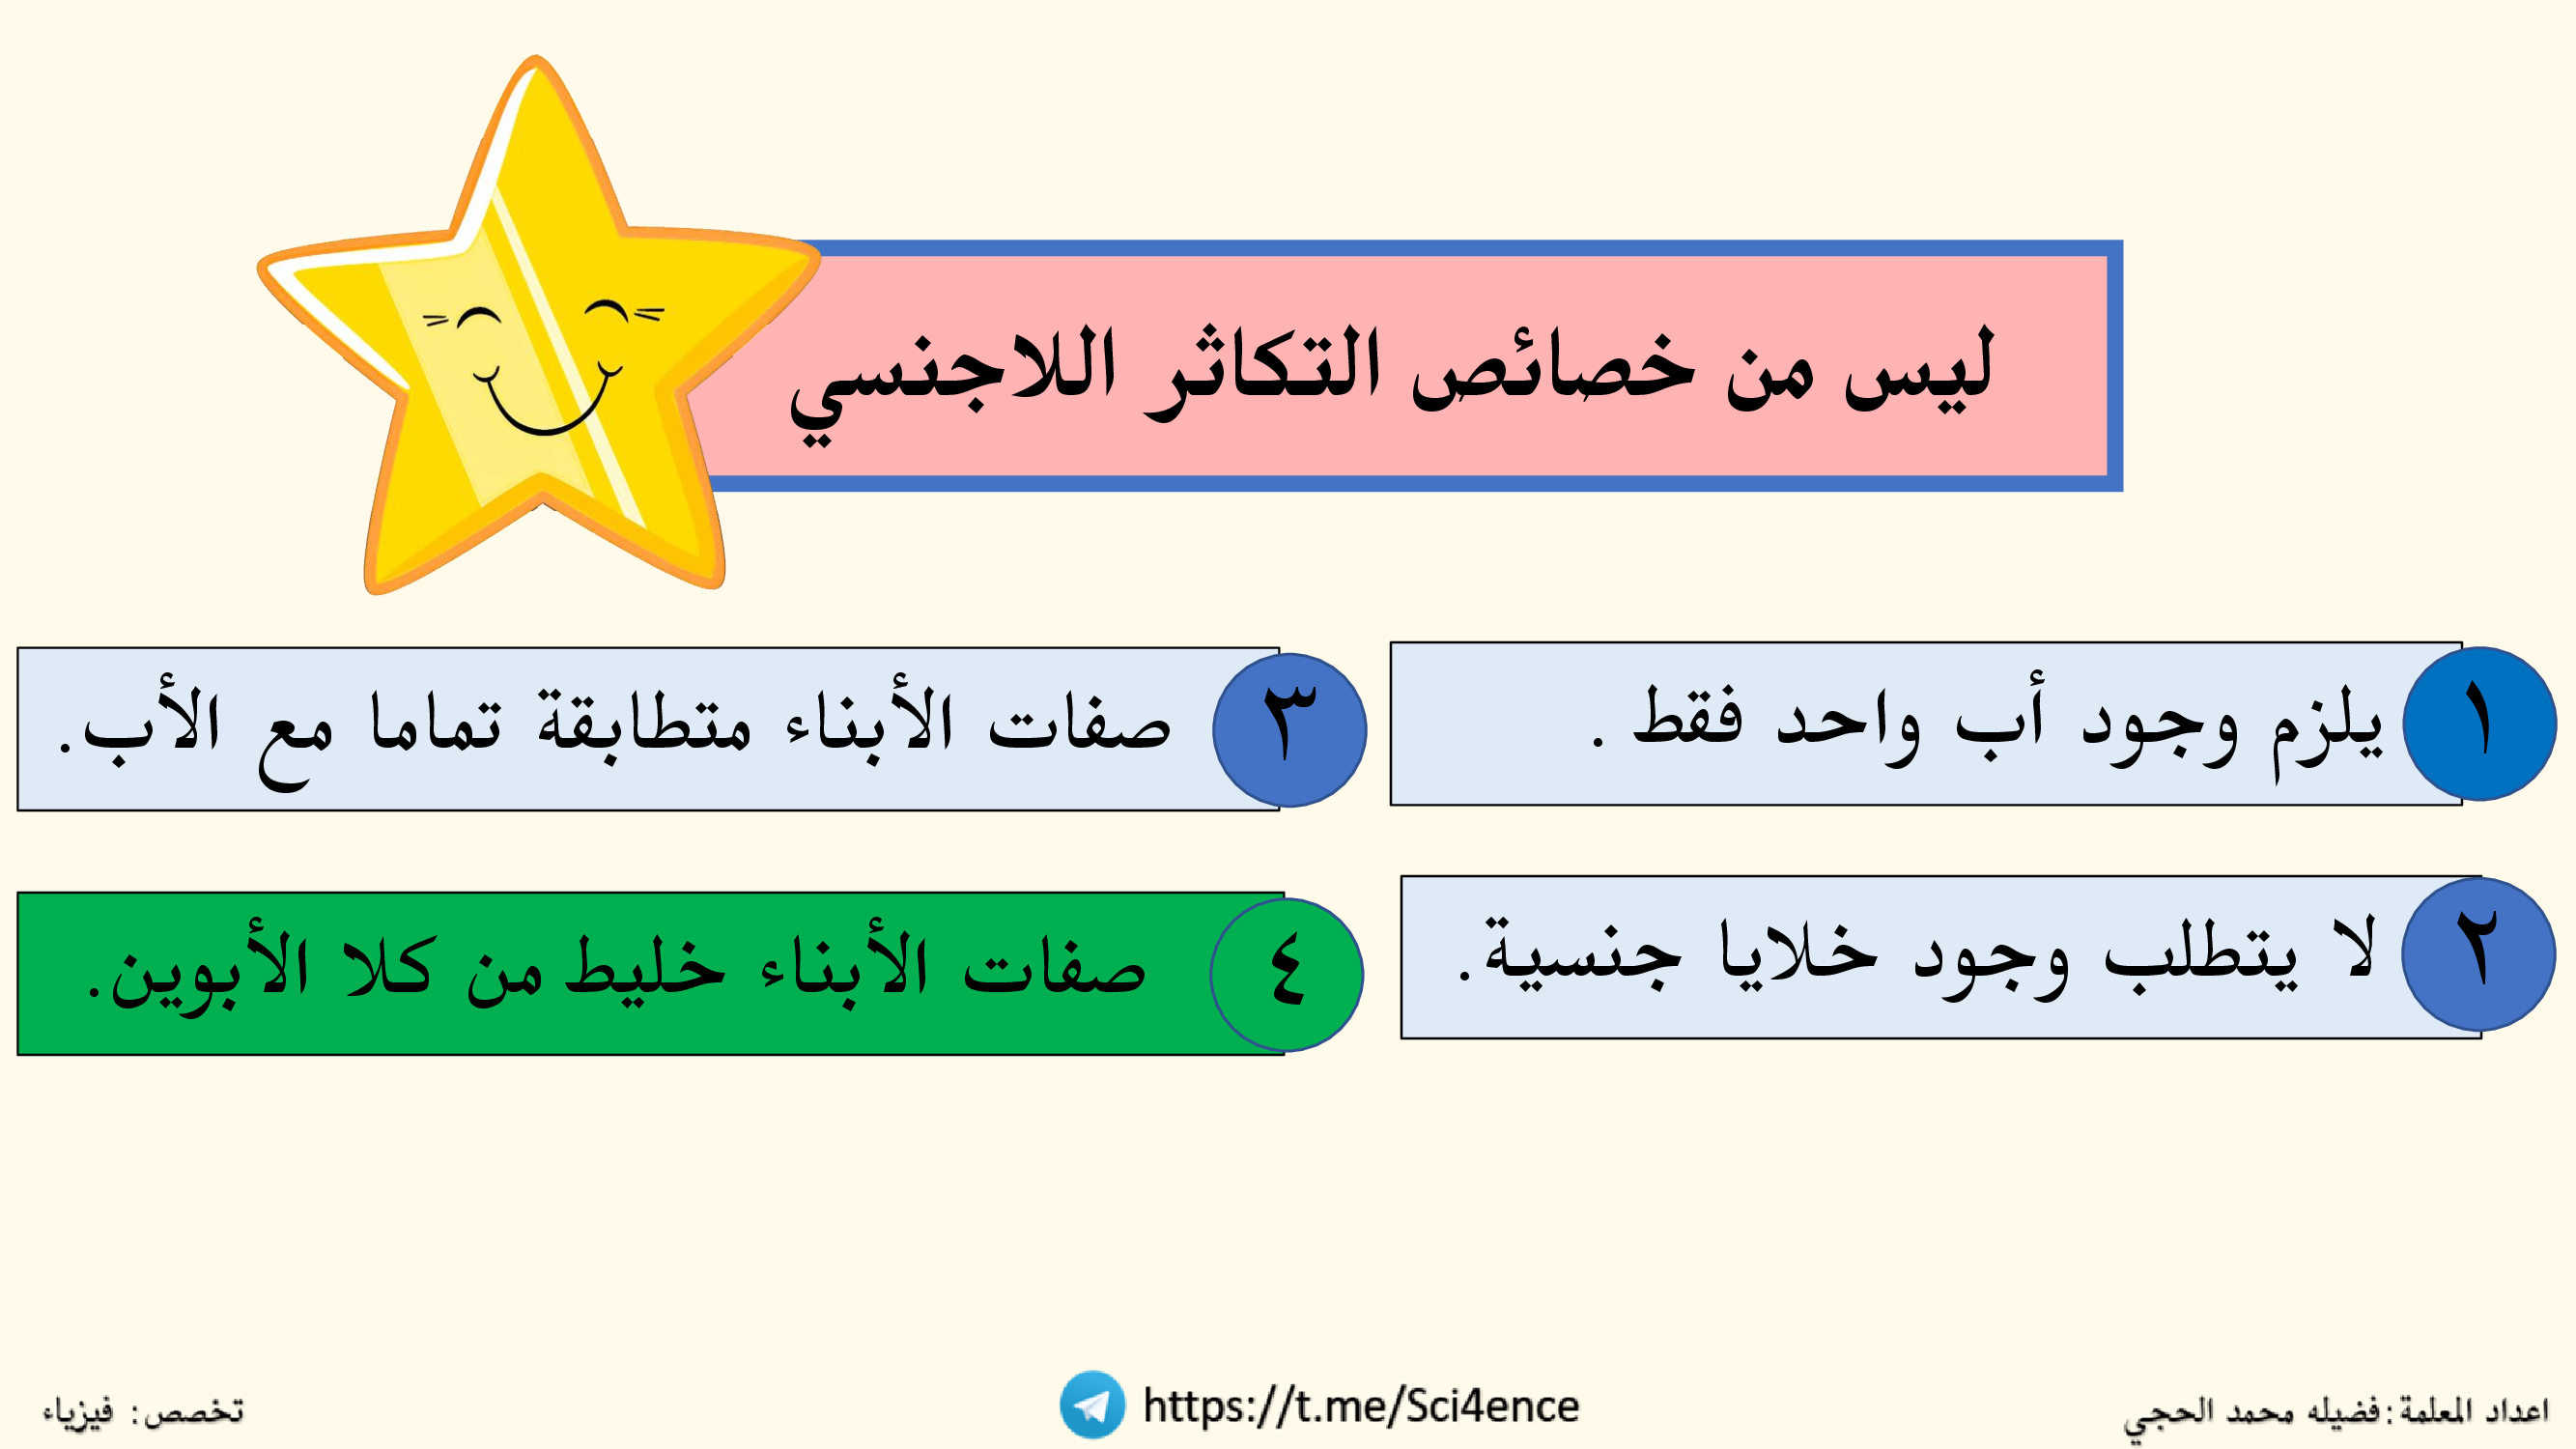 ليس من خصائص التكاثر اللاجنسي
١ يلزم وجود أب واحد فقط .
٢ لا يتطلب وجود خلايا جنسية.
٣ صفات الأبناء متطابقة تماما مع الأب.
٤ صفات الأبناء خليط من كلا الأبوين.
اعداد المعلمة:فضيله محمد الحجي
https://t.me/Sci4ence
تخصص: فيزياء